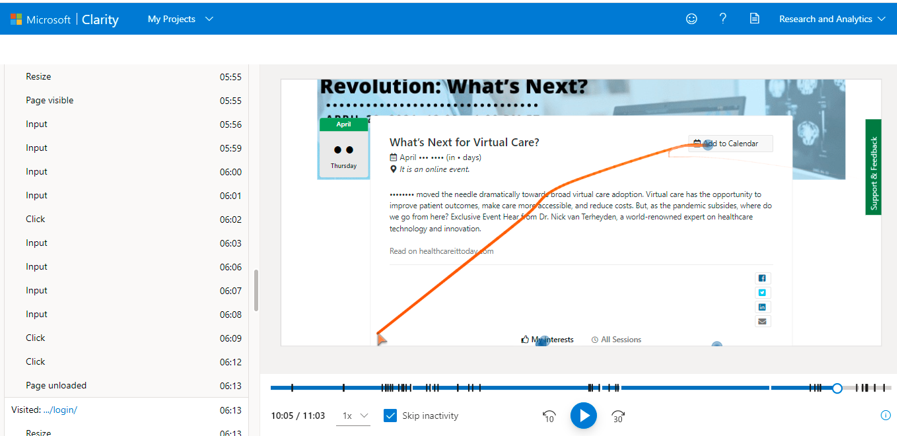 Microsoft | Clarity
My Projects
Research and Analytics
Resize 05:55
Page visible 05:55
Input 05:56
Input 05:59
Input 06:00
Input 06:01
Click 06:02
Input 06:03
Input 06:06
Input 06:07
Input 06:08
Click 06:09
Click 06:12
Page unloaded 06:13
Visited: .../login/ 06:13
Resize 06:13
Revolution: What's Next?
April
••
Thursday
What's Next for Virtual Care?
Add to Calendar
April ••• •••• (in • days)
It is an online event.
•••••••• moved the needle dramatically towards broad virtual care adoption. Virtual care has the opportunity to
improve patient outcomes, make care more accessible, and reduce costs. But, as the pandemic subsides, where do
we go from here? Exclusive Event Hear from Dr. Nick van Terheyden, a world-renowned expert on healthcare
technology and innovation.
Read on healthcareittoday.com
My Interests
All Sessions
Support & Feedback
10:05 / 11:03
1x
Skip inactivity
10
30